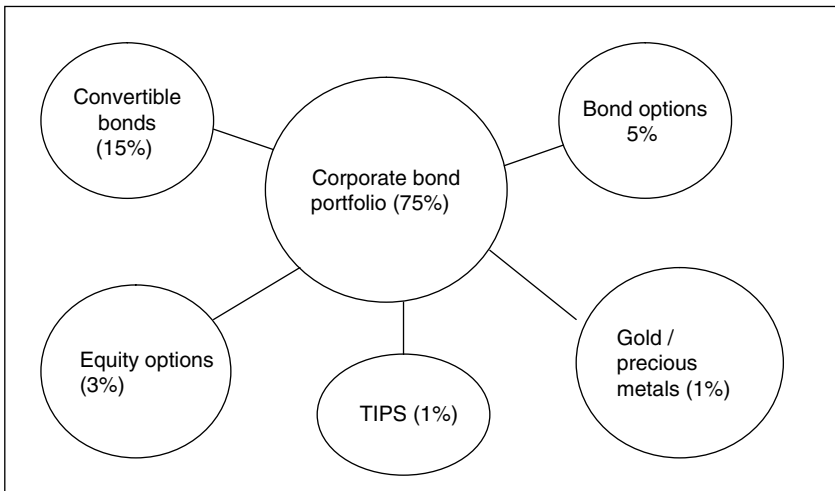 Convertible
bonds
(15%)
Bond options
5%
Corporate bond
portfolio (75%)
Equity options
(3%)
TIPS (1%)
Gold /
precious
metals (1%)